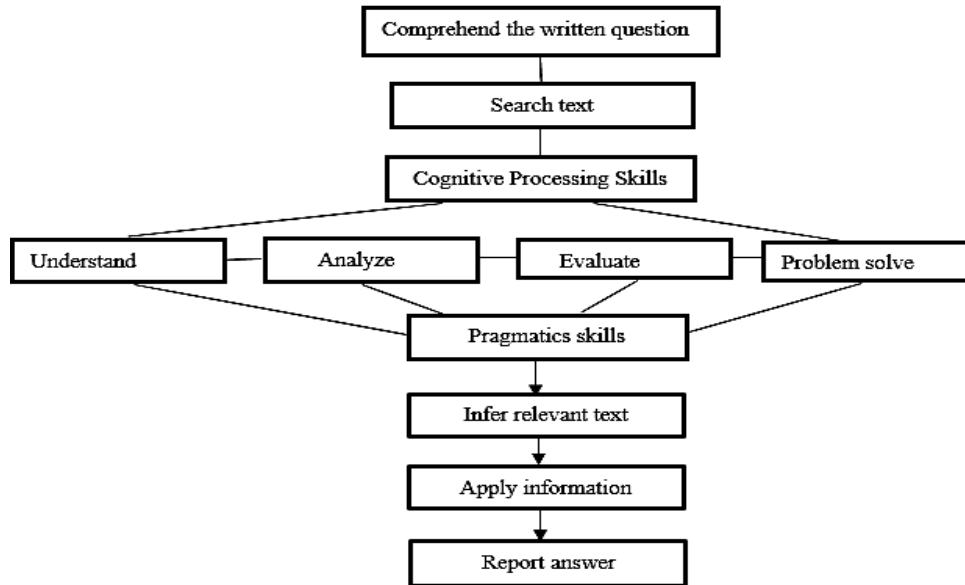 Comprehend the written question
Search text
Cognitive Processing Skills
Understand
Analyze
Evaluate
Problem solve
Pragmatics skills
Infer relevant text
Apply information
Report answer